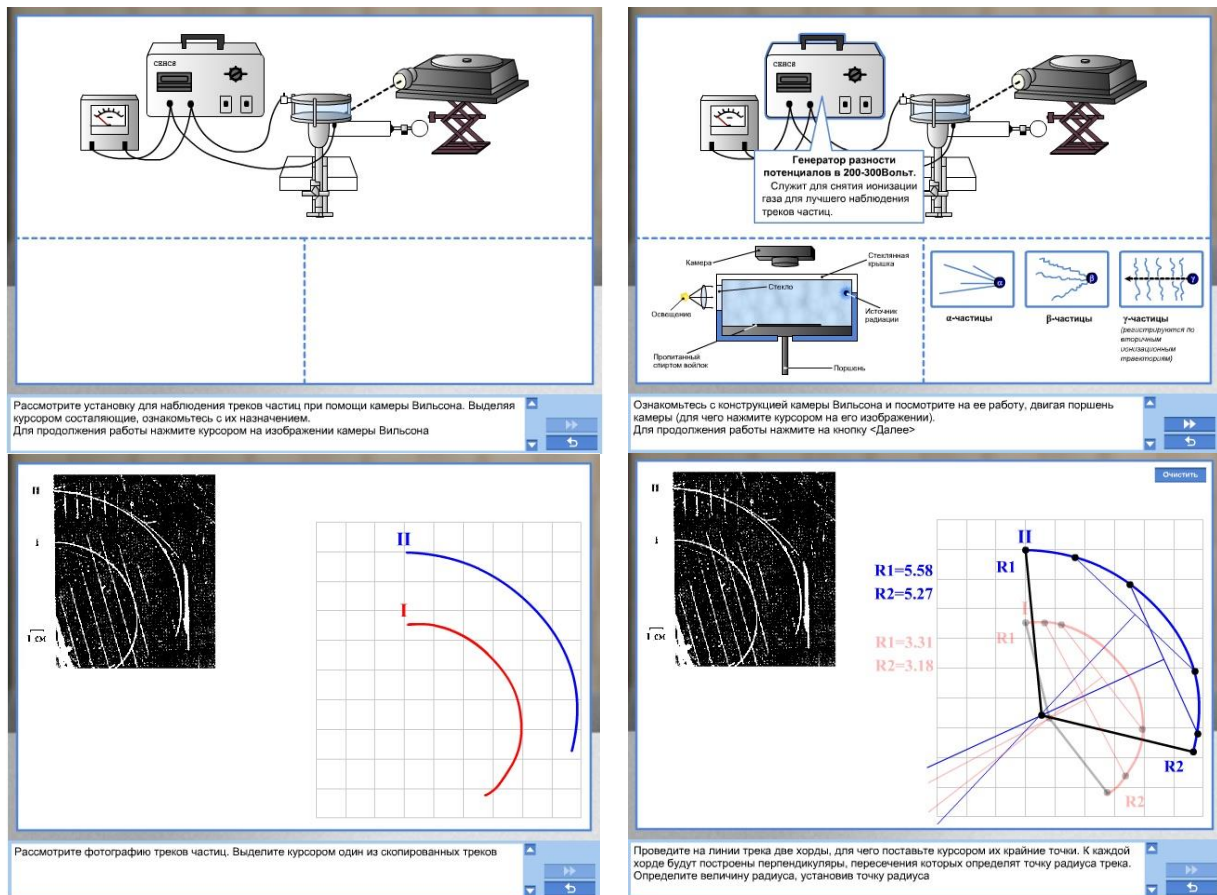 СЕНСЕ
Рассмотрите установку для наблюдения треков частиц при помощи камеры Вильсона. Выделяя
курсором состаляющие, ознакомьтесь с их назначением.
Для продолжения работы нажмите курсором на изображении камеры Вильсона
СЕНСЕ
Генератор разности
потенциалов в 200-300Вольт.
Служит для снятия ионизации
газа для лучшего наблюдения
треков частиц.
Камера
Стеклянная
крышка
Стекло
Освещение
Источник
радиации
Пропитанный
спиртом войлок
Поршень
α
β
γ
α-частицы
β-частицы
γ-частицы
(регистрируются по
вторичным
ионизационным
траекториям)
Ознакомьтесь с конструкцией камеры Вильсона и посмотрите на ее работу, двигая поршень
камеры (для чего нажмите курсором на его изображении).
Для продолжения работы нажмите на кнопку <Далее>
II
I
1 см
II
I
Рассмотрите фотографию треков частиц. Выделите курсором один из скопированных треков
Очистить
II
I
1 см
II
R1
R1=5.58
R2=5.27
I
R1
R1=3.31
R2=3.18
R2
R2
Проведите на линии трека две хорды, для чего поставьте курсором их крайние точки. К каждой
хорде будут построены перпендикуляры, пересечения которых определят точку радиуса трека.
Определите величину радиуса, установив точку радиуса